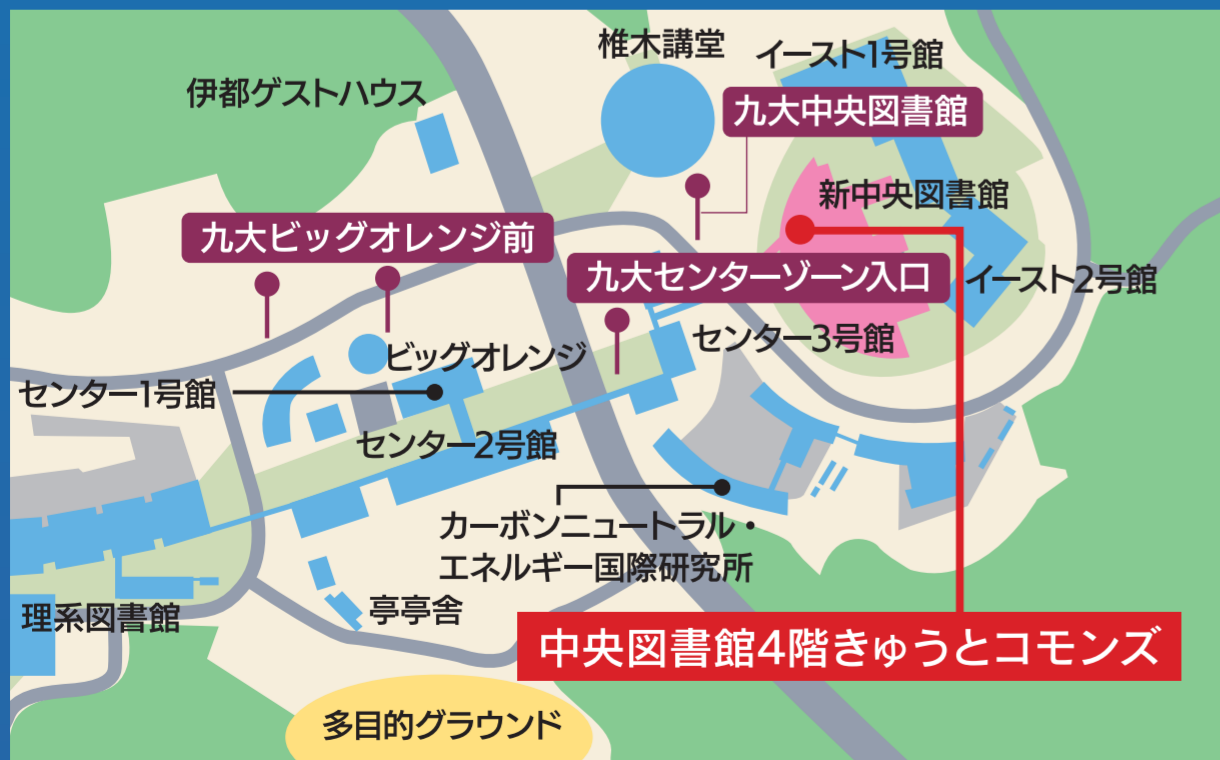 椎木講堂
イースト1号館
伊都ゲストハウス
九大中央図書館
新中央図書館
九大ビッグオレンジ前
九大センターゾーン入口
イースト2号館
センター3号館
ビッグオレンジ
センター1号館
センター2号館
カーボンニュートラル・
エネルギー国際研究所
理系図書館
亭亭舎
中央図書館4階きゅうとコモンズ
多目的グラウンド